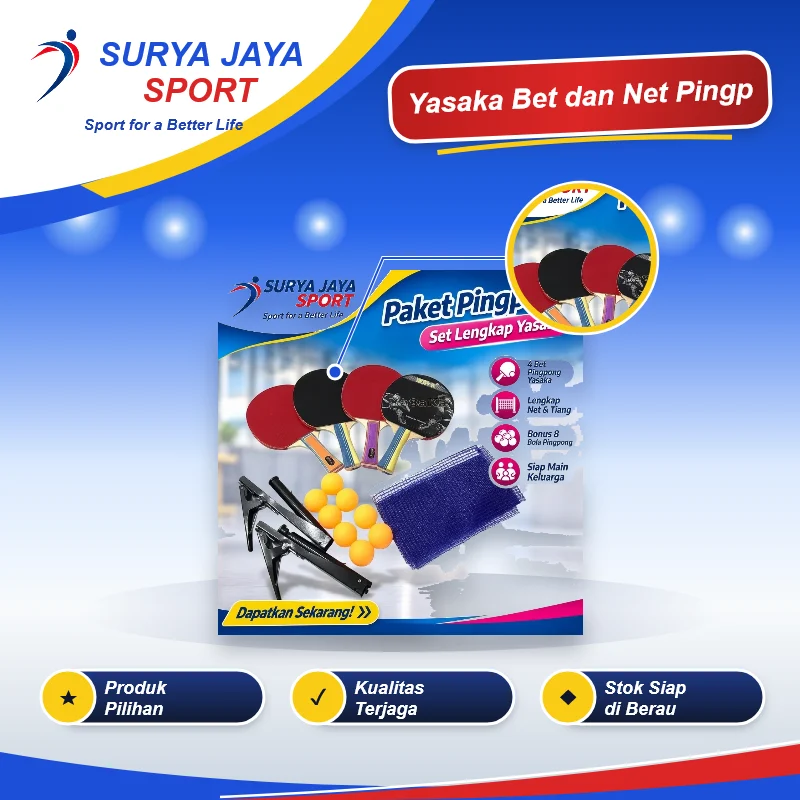 SURYA JAYA
SPORT
Sport for a Better Life
Yasaka Bet dan Net Pingp
a Better Life
SURYA JAYA
SPORT
Sport for a Better Life
Paket Pingp
Set Lengkap Yasa
4 Bet
Pingpong
Yasaka
Lengkap
Net & Tiang
Bonus 8
Bola Pingpong
Siap Main
Keluarga
Dapatkan Sekarang!
Produk
Pilihan
Kualitas
Terjaga
Stok Siap
di Berau